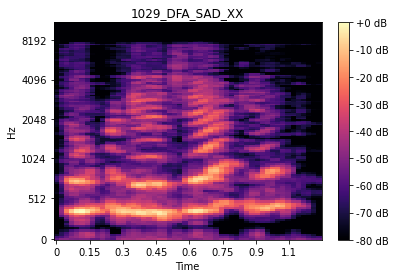 1029_DFA_SAD_XX
8192
4096
2048
1024
512
0
Hz
0 0.15 0.3 0.45 0.6 0.75 0.9 1.1
Time
+0 dB
-10 dB
-20 dB
-30 dB
-40 dB
-50 dB
-60 dB
-70 dB
-80 dB